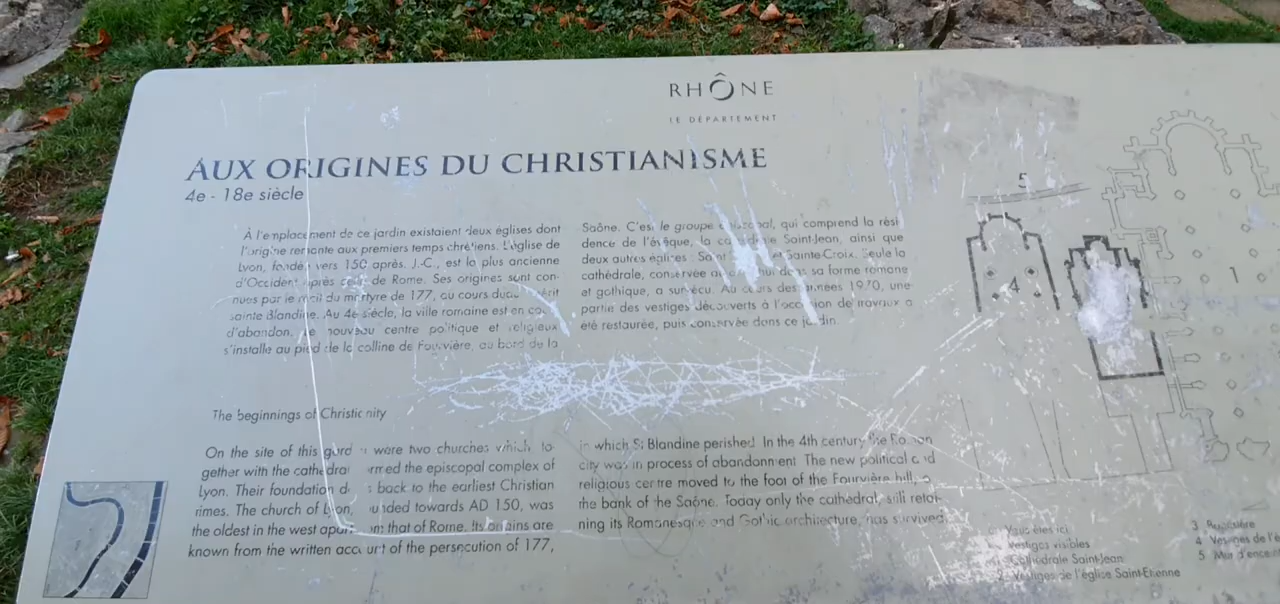 RHÔNE
LE DÉPARTEMENT
AUX ORIGINES DU CHRISTIANISME
4e - 18e siècle
À l'emplacement de ce jardin existaient deux églises dont
l'origine remonte aux premiers temps chrétiens. L'église de
Lyon, fondée vers 150 après. J.-C., est la plus ancienne
d'Occident après celle de Rome. Ses origines sont con-
nues par le récit du martyre de 177, au cours duquel périt
sainte Blandine. Au 4e siècle, la ville romaine est en cours
d'abandon. Le nouveau centre politique et religieux
s'installe au pied de la colline de Fourvière, au bord de la
Saône. C'est le groupe épiscopal, qui comprend la rési-
dence de l'évêque, la cathédrale Saint-Jean, ainsi que
deux autres églises : Saint et Sainte-Croix. Seule la
cathédrale, conservée aujourd'hui dans sa forme romane
et gothique, a survécu. Au cours des années 1970, une
partie des vestiges découverts à l'occasion de travaux a
été restaurée, puis conservée dans ce jardin.
The beginnings of Christianity
On the site of this garden were two churches which to-
gether with the cathedral formed the episcopal complex of
Lyon. Their foundation dates back to the earliest Christian
times. The church of Lyon, founded towards AD 150, was
the oldest in the west apart from that of Rome. Its origins are
known from the written account of the persecution of 177,
in which St Blandine perished. In the 4th century the Roman
city was in process of abandonment. The new political and
religious centre moved to the foot of the Fourvière hill, on
the bank of the Saône. Today only the cathedral, still retai-
ning its Romanesque and Gothic architecture, has survived.
5
4
1
Vous êtes ici
Vestiges visibles
Cathédrale Saint-Jean
2 Vestiges de l'église Saint-Etienne
3
4 Vestiges de
5 Mur